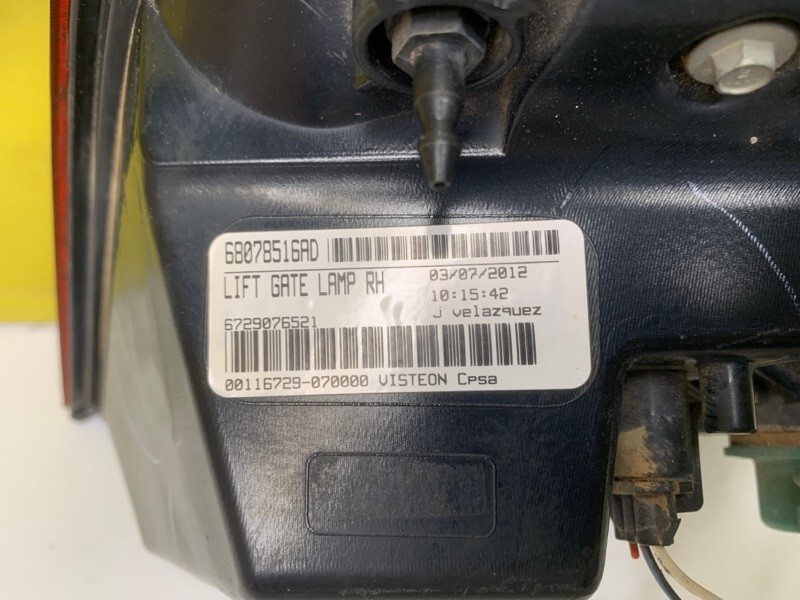 68078516AD
LIFT GATE LAMP RH 03/07/2012
10:15:42
6729076521 J velazquez
00116729-070000 VISTEON Cpsa